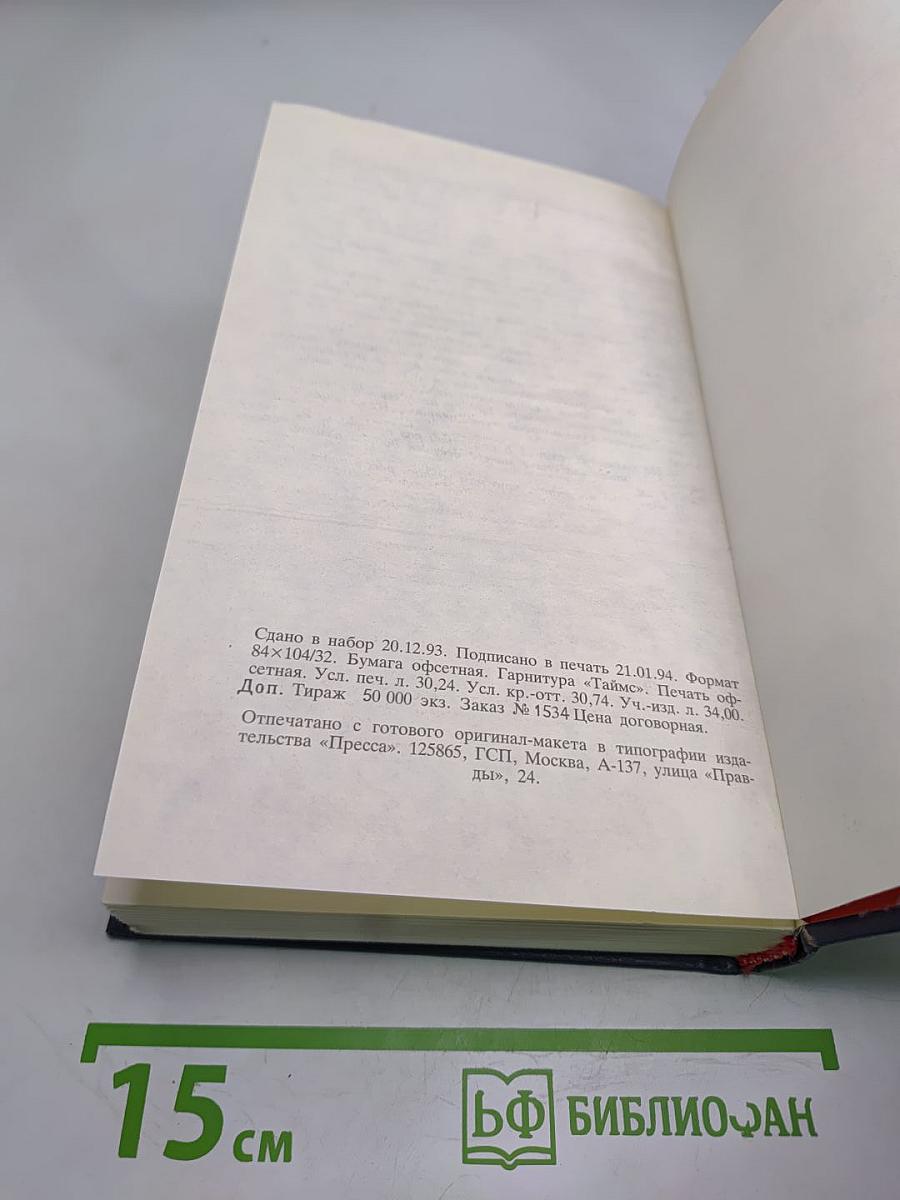 Сдано в набор 20.12.93. Подписано в печать 21.01.94. Формат
84×104/32. Бумага офсетная. Гарнитура «Таймс». Печать оф-
сетная. Усл. печ. л. 30,24. Усл. кр.-отт. 30,74. Уч.-изд. л. 34,00.
Доп. Тираж 50 000 экз. Заказ № 1534 Цена договорная.
Отпечатано с готового оригинал-макета в типографии изда-
тельства «Пресса». 125865, ГСП, Москва, А-137, улица «Прав-
ды», 24.
15 см
БФ БИБЛИОФАН